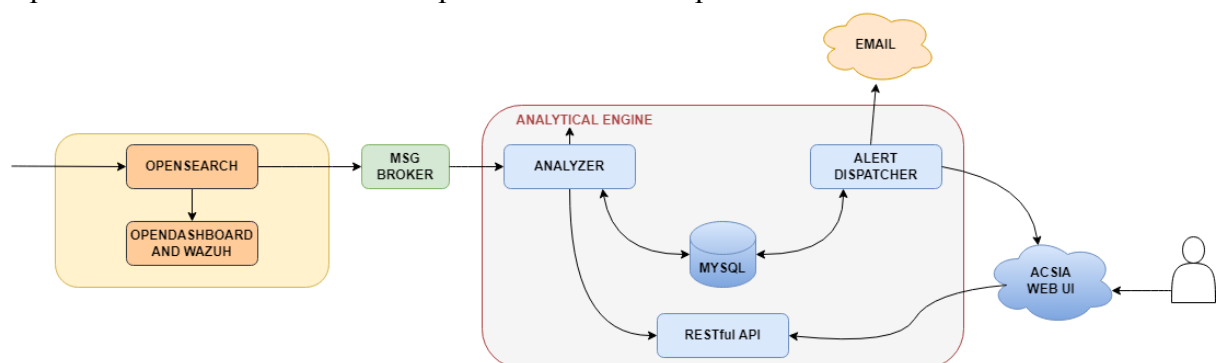 EMAIL
ANALYTICAL ENGINE
OPENSEARCH
MSG
BROKER
ANALYZER
ALERT
DISPATCHER
OPENDASHBOARD
AND WAZUH
MYSQL
ACSIA
WEB UI
RESTful API